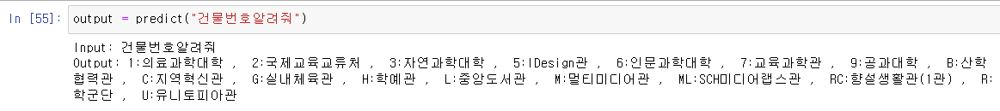 In [55]: output = predict("건물번호알려줘")
Input: 건물번호알려줘
Output: 1:의료과학대학 , 2:국제교육교류처 , 3:자연과학대학 , 5:IDesign관 , 6:인문과학대학 , 7:교육과학관 , 9:공과대학 , B:산학
협력관 , C:지역혁신관 , G:실내체육관 , H:학예관 , L:중앙도서관 , M:멀티미디어관 , ML:SCH미디어랩스관 , RC:향설생활관(1관) , R:
학군단 , U:유니토피아관